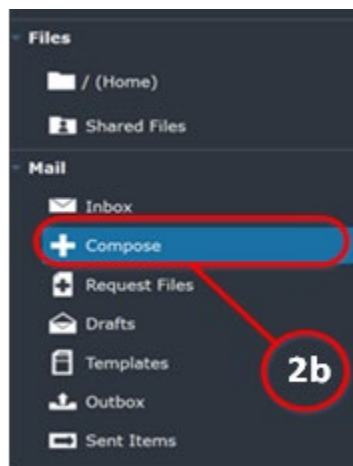 Files
/ (Home)
Shared Files
Mail
Inbox
Compose
Request Files
Drafts
Templates
2b
Outbox
Sent Items